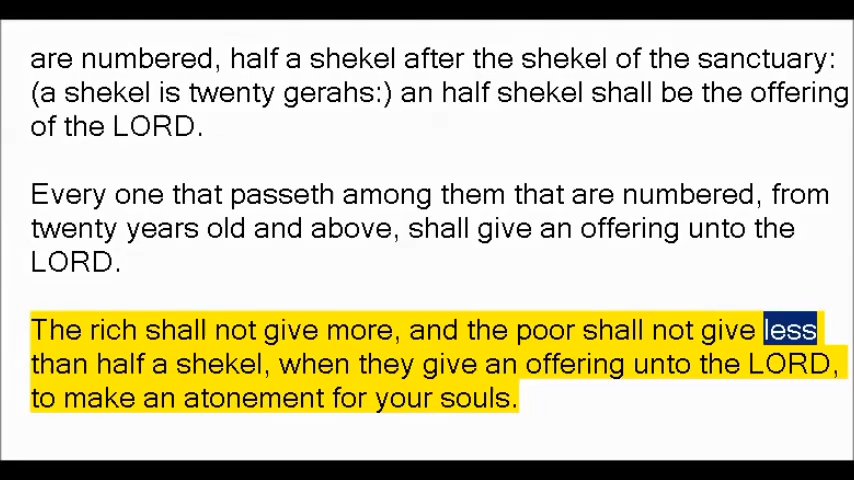 are numbered, half a shekel after the shekel of the sanctuary:
(a shekel is twenty gerahs:) an half shekel shall be the offering
of the LORD.
Every one that passeth among them that are numbered, from
twenty years old and above, shall give an offering unto the
LORD.
The rich shall not give more, and the poor shall not give less
than half a shekel, when they give an offering unto the LORD,
to make an atonement for your souls.